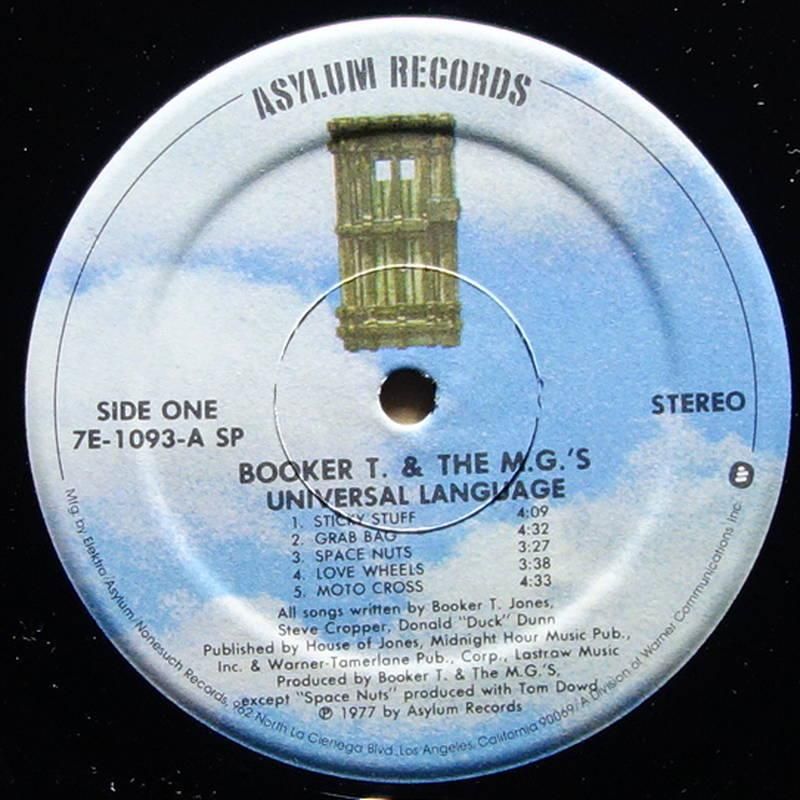 ASYLUM RECORDS
SIDE ONE
7E-1093-A SP
STEREO
BOOKER T. & THE M.G.'S
UNIVERSAL LANGUAGE
1. STICKY STUFF 4:09
2. GRAB BAG 4:32
3. SPACE NUTS 3:27
4. LOVE WHEELS 3:38
5. MOTO CROSS 4:33
All songs written by Booker T. Jones,
Steve Cropper, Donald "Duck" Dunn
Published by House of Jones, Midnight Hour Music Pub.,
Inc. & Warner-Tamerlane Pub., Corp., Lastraw Music
Produced by Booker T. & The M.G.'S,
except "Space Nuts" produced with Tom Dowd
℗ 1977 by Asylum Records
Mfg. by Elektra/Asylum/Nonesuch Records, 962 North La Cienega Blvd., Los Angeles, California 90069/A Division of Warner Communications Inc.